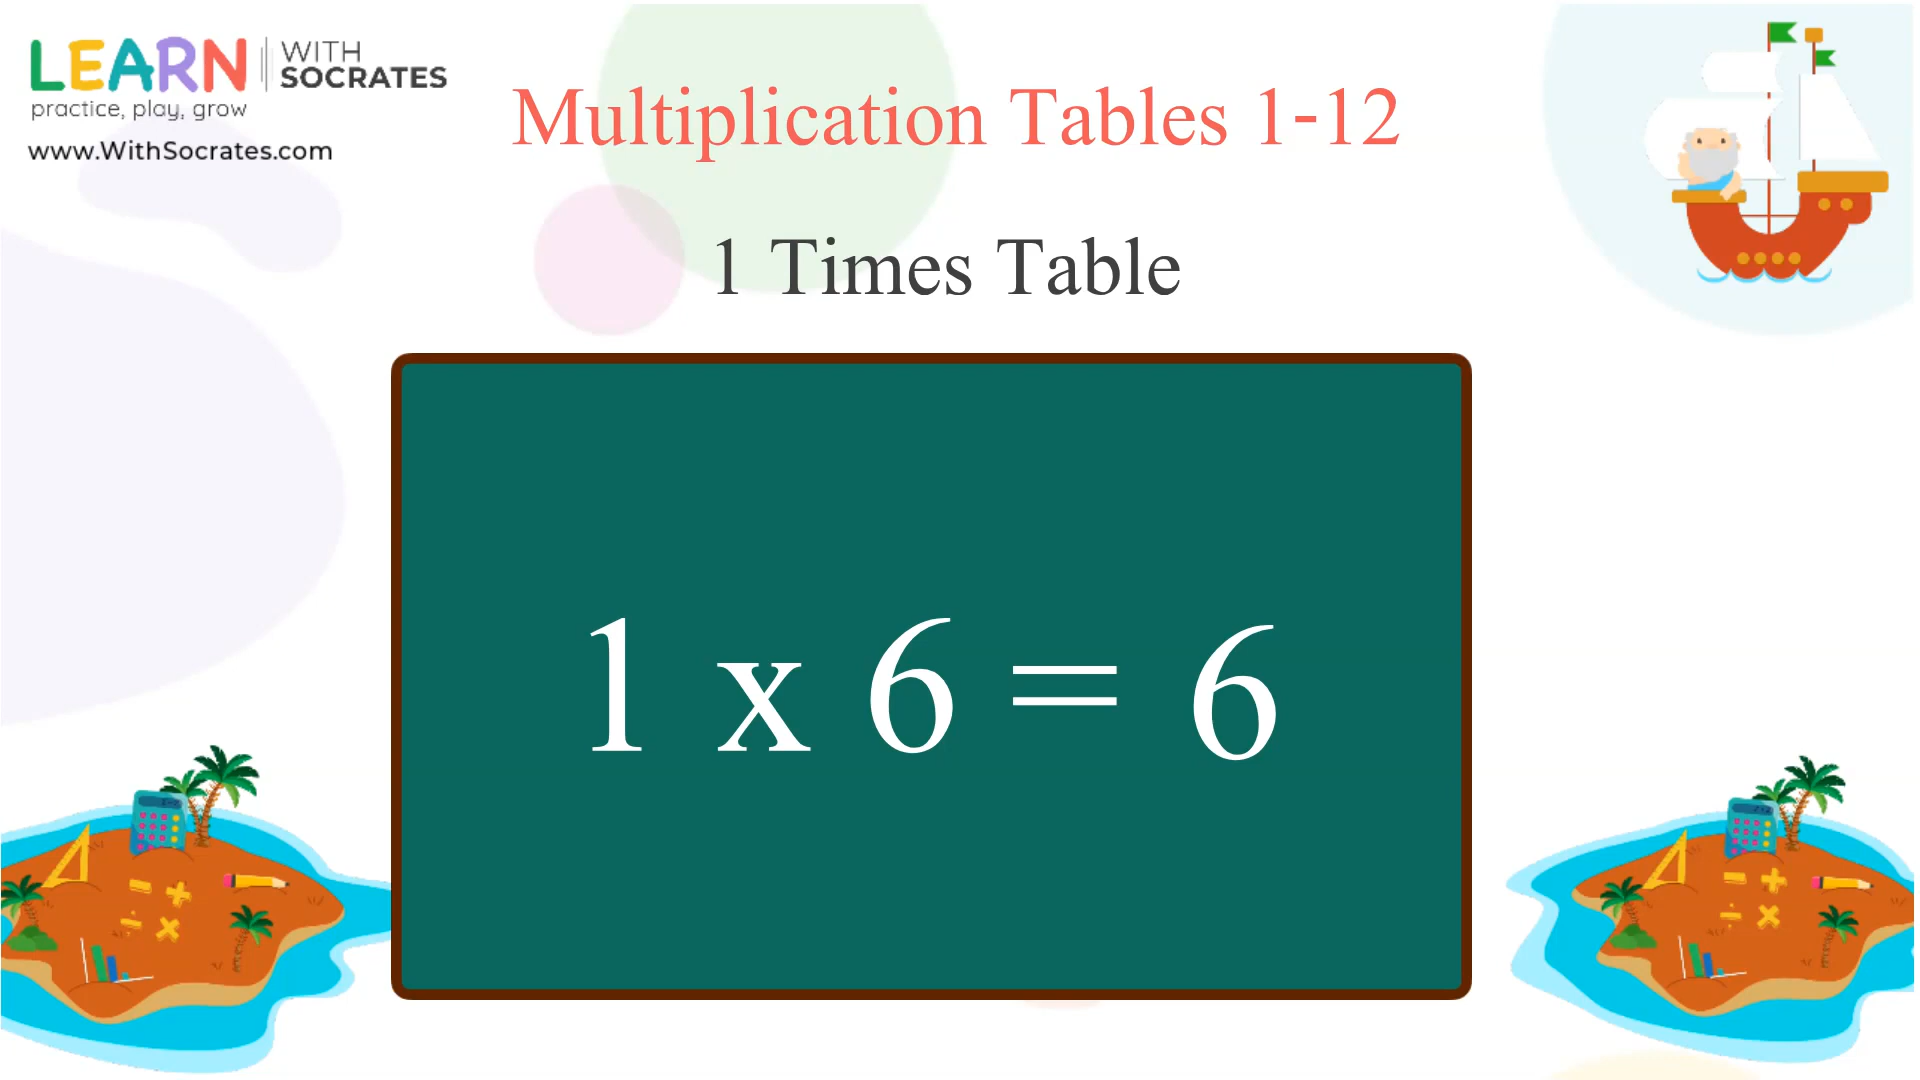 LEARN WITH SOCRATES
practice, play, grow
www.WithSocrates.com
Multiplication Tables 1-12
1 Times Table
1 x 6 = 6